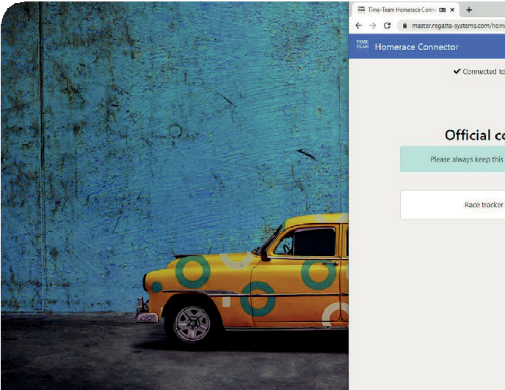 Time-Team Homerace Conn
master.regatta-systems.com/hom
TIME
TEAM
Homerace Connector
Connected to
Official c
Please always keep this
Race tracker